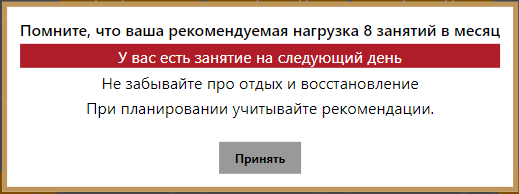 Помните, что ваша рекомендуемая нагрузка 8 занятий в месяц
У вас есть занятие на следующий день
Не забывайте про отдых и восстановление
При планировании учитывайте рекомендации.
Принять